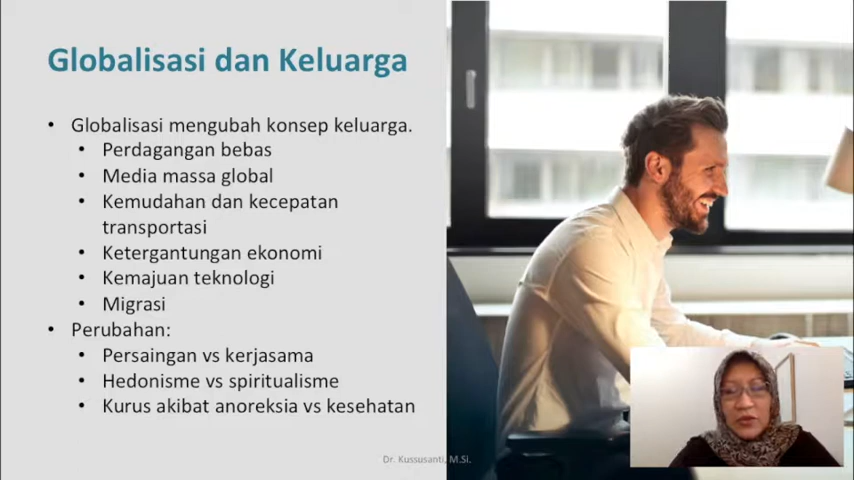 Globalisasi dan Keluarga
• Globalisasi mengubah konsep keluarga.
• Perdagangan bebas
• Media massa global
• Kemudahan dan kecepatan
transportasi
• Ketergantungan ekonomi
• Kemajuan teknologi
• Migrasi
• Perubahan:
• Persaingan vs kerjasama
• Hedonisme vs spiritualisme
• Kurus akibat anoreksia vs kesehatan
Dr. Kussusanti, M.Si.